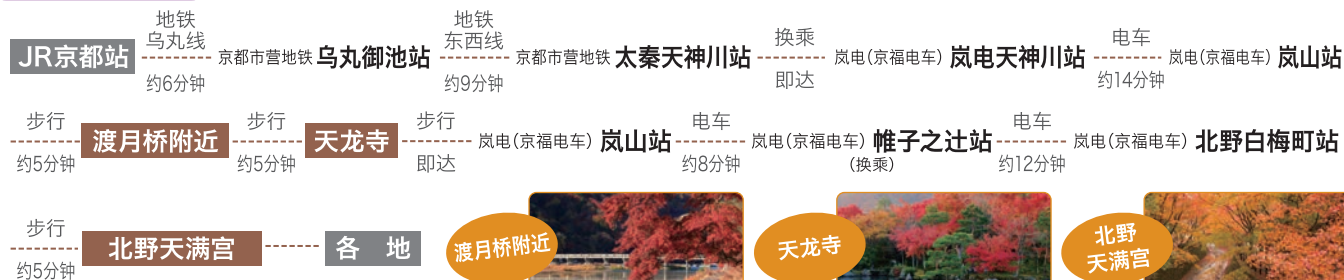 地铁 地铁
乌丸线 东西线 换乘 电车
JR京都站 京都市营地铁 乌丸御池站 京都市营地铁 太秦天神川站 岚电(京福电车) 岚电天神川站 岚电(京福电车) 岚山站
约6分钟 约9分钟 即达 约14分钟
步行 步行 步行 电车 电车
渡月桥附近 天龙寺 岚电(京福电车) 岚山站 岚电(京福电车) 帷子之辻站 岚电(京福电车) 北野白梅町站
约5分钟 约5分钟 即达 约8分钟 (换乘) 约12分钟
步行
北野天满宫 各 地
约5分钟
渡月桥附近
天龙寺
北野
天满宫